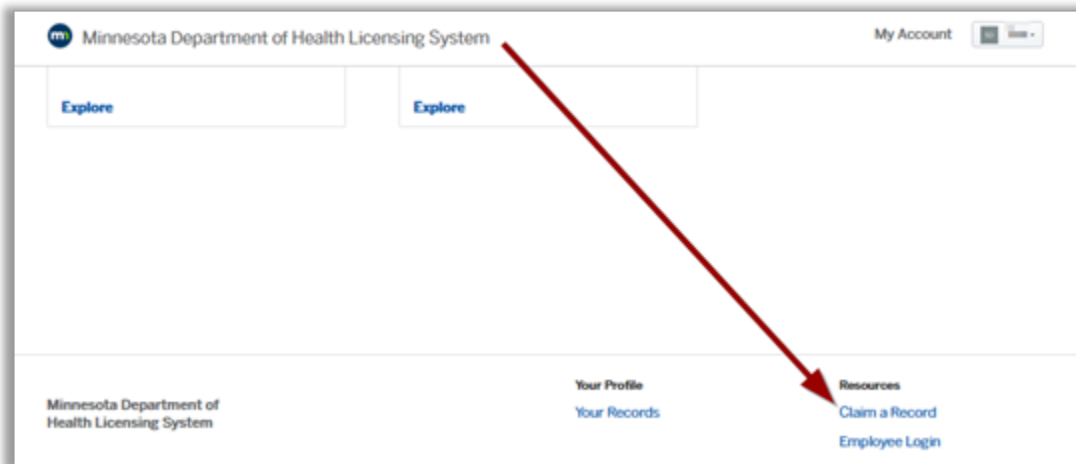 Minnesota Department of Health Licensing System
My Account
Explore
Explore
Minnesota Department of
Health Licensing System
Your Profile
Your Records
Resources
Claim a Record
Employee Login